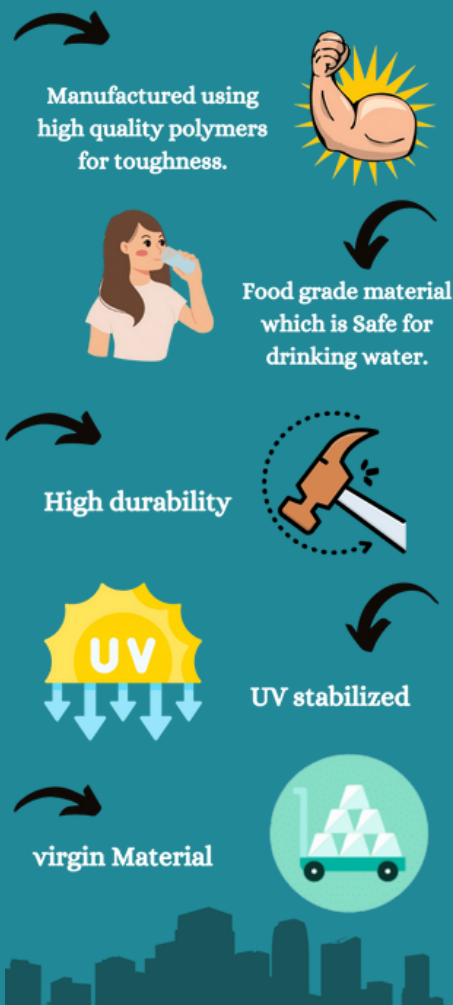 Manufactured using
high quality polymers
for toughness.
Food grade material
which is Safe for
drinking water.
High durability
UV
UV stabilized
virgin Material